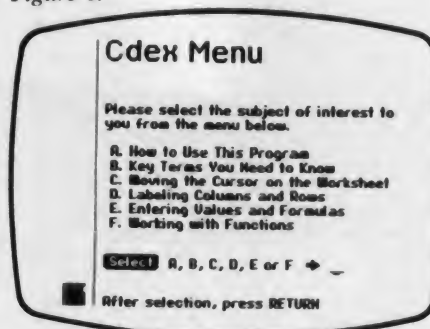 Cdex Menu
Please select the subject of interest to
you from the menu below.
A. How to Use This Program
B. Key Terms You Need to Know
C. Moving the Cursor on the Worksheet
D. Labeling Columns and Rows
E. Entering Values and Formulas
F. Working with Functions
Select A, B, C, D, E or F ➔ _
After selection, press RETURN